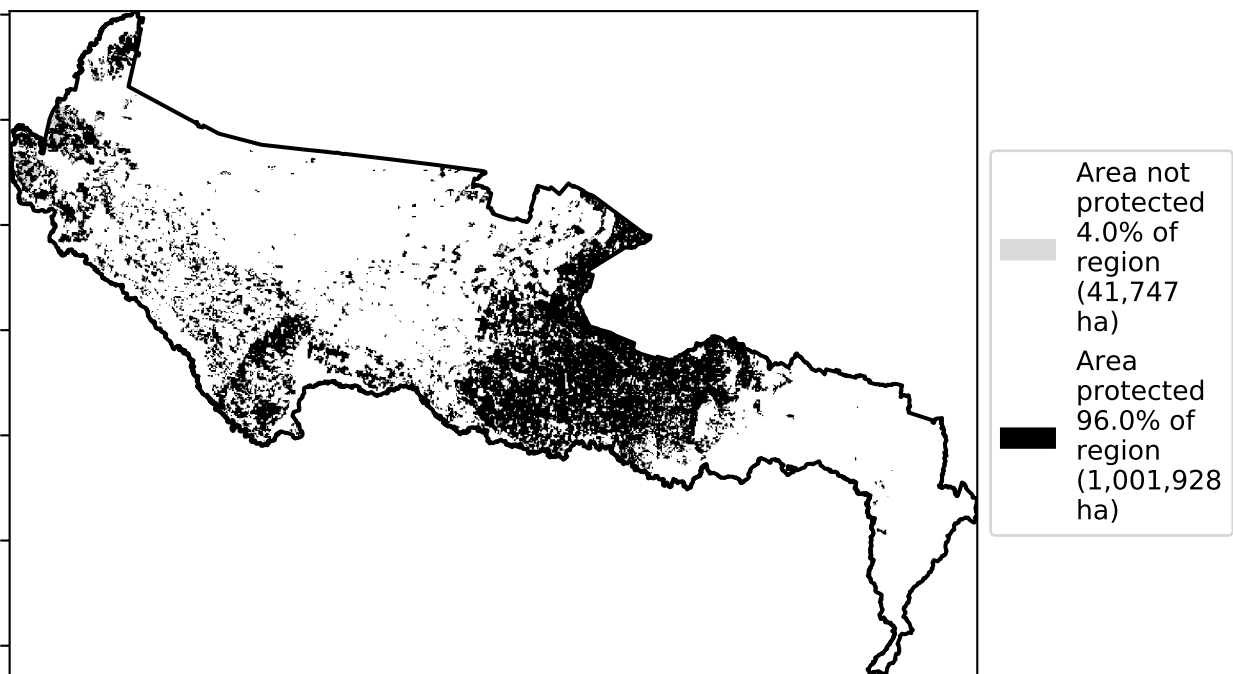 Area not
protected
4.0% of
region
(41,747
ha)
Area
protected
96.0% of
region
(1,001,928
ha)